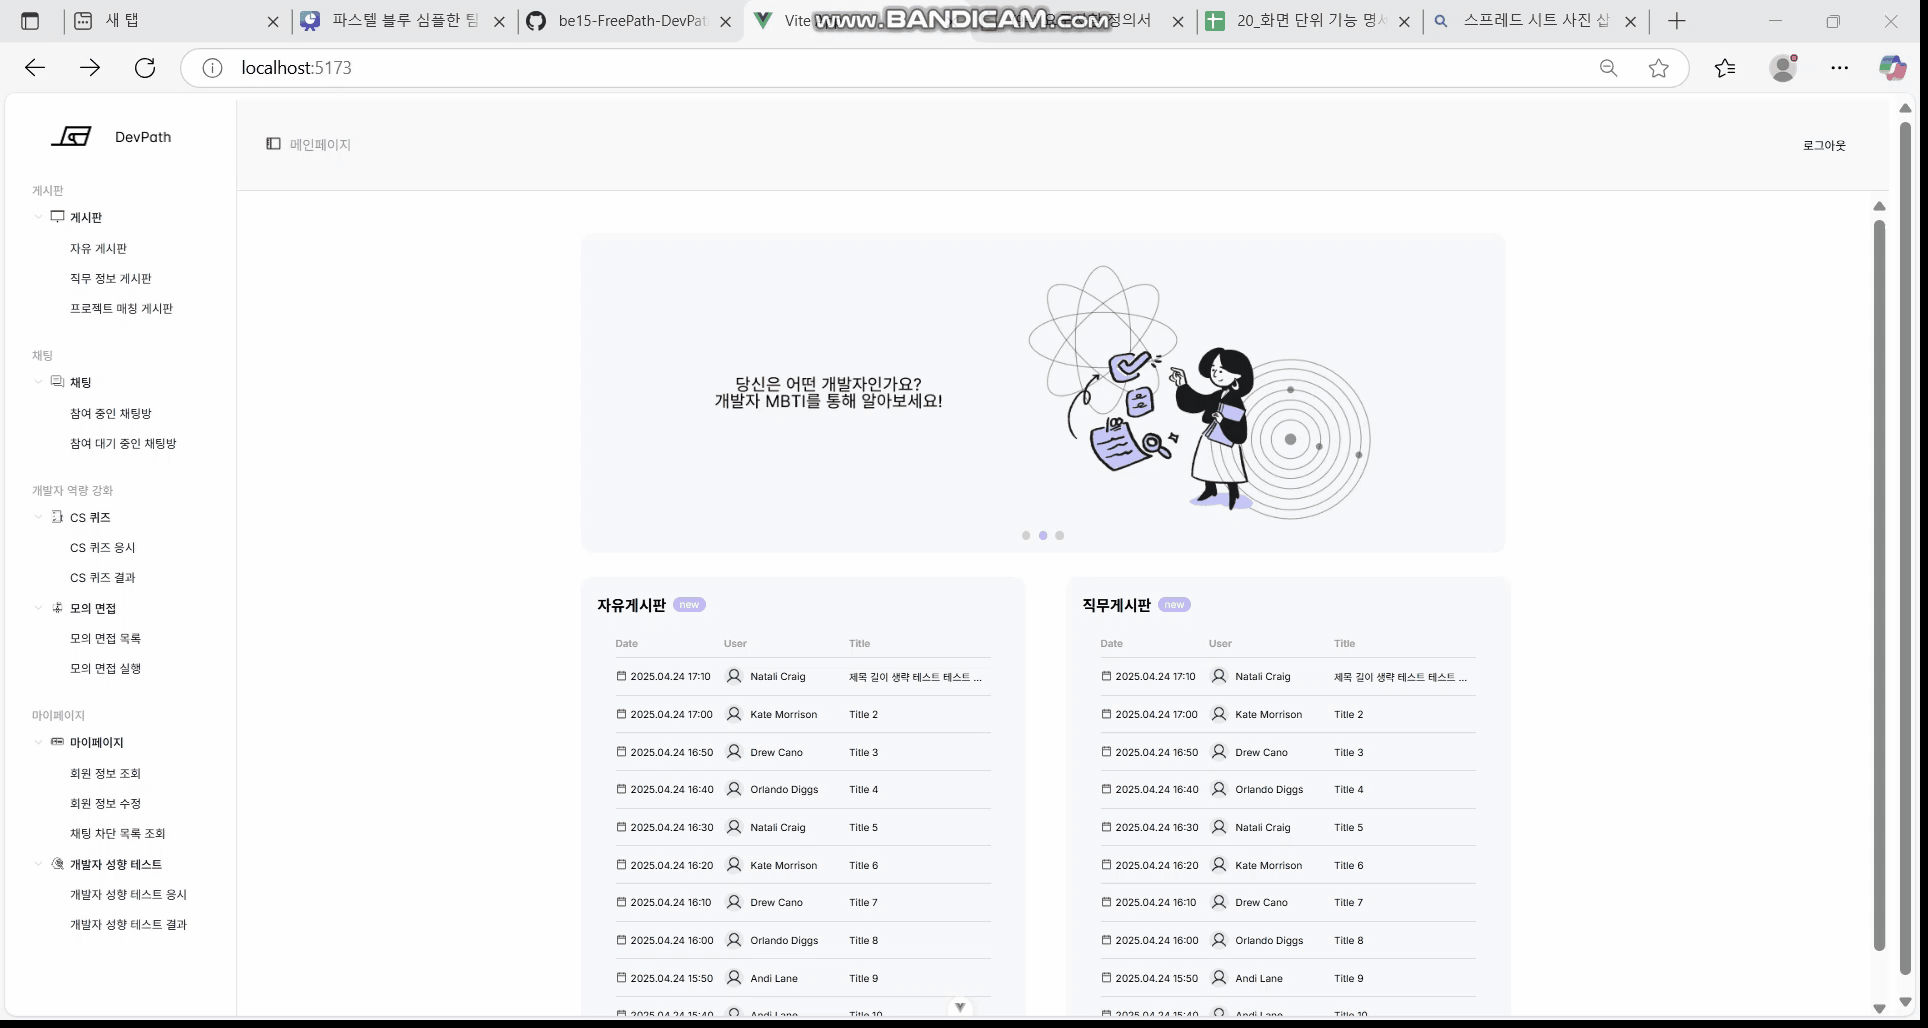 새 탭
파스텔 블루 심플한 팀
be15-FreePath-DevPat
Vite
www.BANDICAM.com
정의서
20_화면 단위 기능 명세
스프레드 시트 사진 삽
localhost:5173
DevPath
메인페이지
로그아웃
게시판
게시판
자유 게시판
직무 정보 게시판
프로젝트 매칭 게시판
채팅
채팅
참여 중인 채팅방
참여 대기 중인 채팅방
개발자 역량 강화
CS 퀴즈
CS 퀴즈 응시
CS 퀴즈 결과
모의 면접
모의 면접 목록
모의 면접 실행
마이페이지
마이페이지
회원 정보 조회
회원 정보 수정
채팅 차단 목록 조회
개발자 성향 테스트
개발자 성향 테스트 응시
개발자 성향 테스트 결과
당신은 어떤 개발자인가요?
개발자 MBTI를 통해 알아보세요!
자유게시판 new
Date User Title
2025.04.24 17:10 Natali Craig 제목 길이 생략 테스트 테스트 ...
2025.04.24 17:00 Kate Morrison Title 2
2025.04.24 16:50 Drew Cano Title 3
2025.04.24 16:40 Orlando Diggs Title 4
2025.04.24 16:30 Natali Craig Title 5
2025.04.24 16:20 Kate Morrison Title 6
2025.04.24 16:10 Drew Cano Title 7
2025.04.24 16:00 Orlando Diggs Title 8
2025.04.24 15:50 Andi Lane Title 9
2025.04.24 15:40 Andi Lane Title 10
직무게시판 new
Date User Title
2025.04.24 17:10 Natali Craig 제목 길이 생략 테스트 테스트 ...
2025.04.24 17:00 Kate Morrison Title 2
2025.04.24 16:50 Drew Cano Title 3
2025.04.24 16:40 Orlando Diggs Title 4
2025.04.24 16:30 Natali Craig Title 5
2025.04.24 16:20 Kate Morrison Title 6
2025.04.24 16:10 Drew Cano Title 7
2025.04.24 16:00 Orlando Diggs Title 8
2025.04.24 15:50 Andi Lane Title 9
2025.04.24 15:40 Andi Lane Title 10